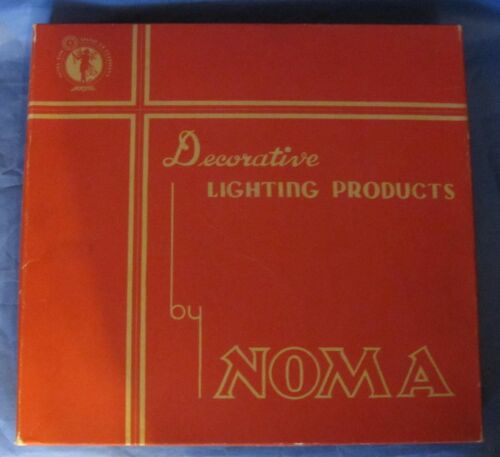 Decorative
LIGHTING PRODUCTS
by
NOMA